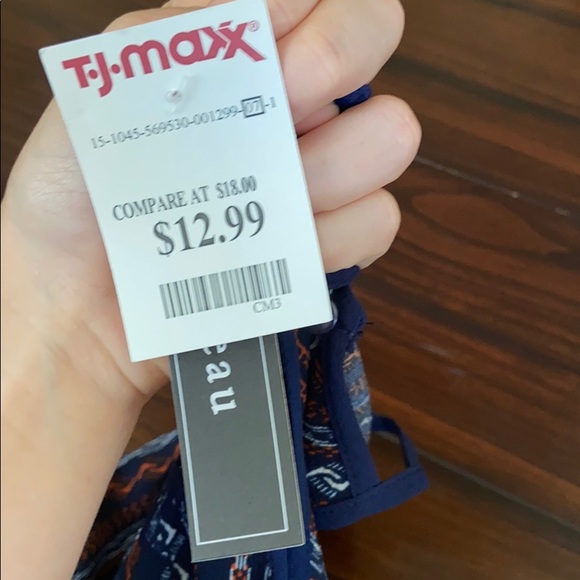 T·J·maxx®
15-1045-569530-001299-07-1
COMPARE AT $18.00
$12.99
CM3
eau